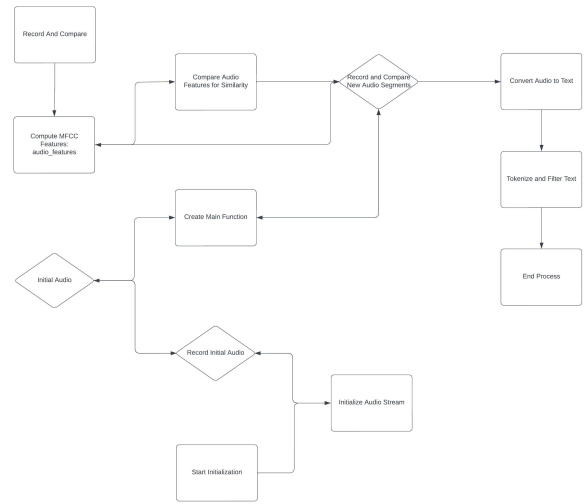 Record And Compare
Compare Audio
Features for Similarity
Record and Compare
New Audio Segments
Convert Audio to Text
Compute MFCC
Features:
audio_features
Tokenize and Filter Text
Create Main Function
Initial Audio
End Process
Record Initial Audio
Initialize Audio Stream
Start Initialization